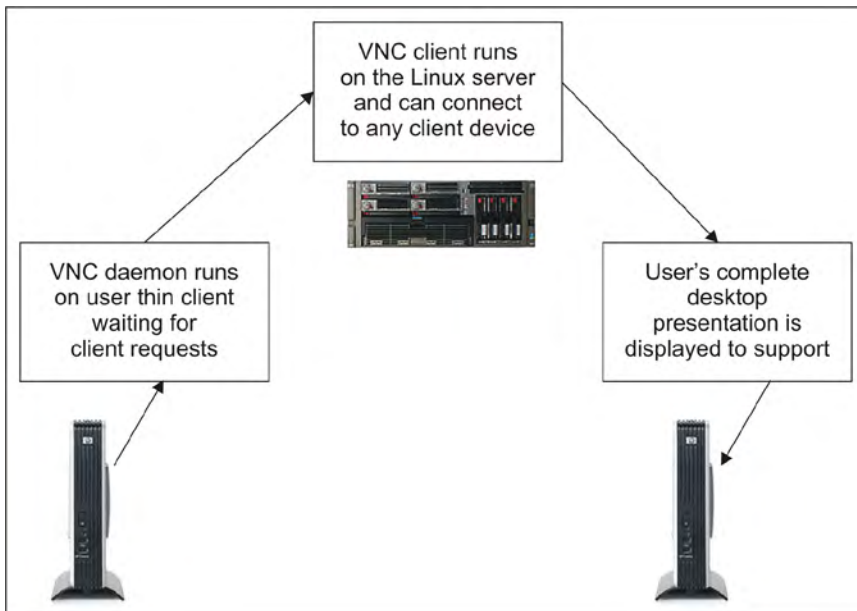 VNC client runs
on the Linux server
and can connect
to any client device
VNC daemon runs
on user thin client
waiting for
client requests
User's complete
desktop
presentation is
displayed to support